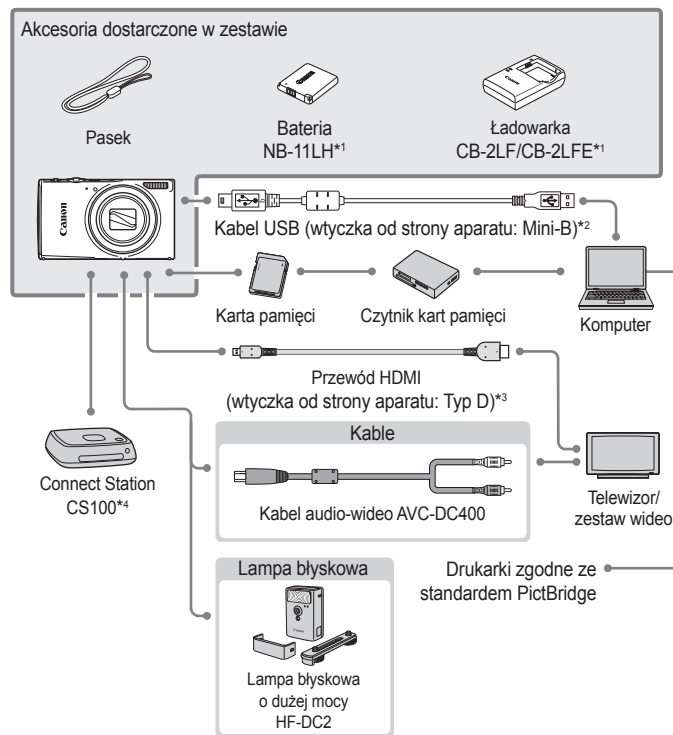 Akcesoria dostarczone w zestawie
Pasek
Canon
Bateria
NB-11LH*1
Canon
Ładowarka
CB-2LF/CB-2LFE*1
Canon
Kabel USB (wtyczka od strony aparatu: Mini-B)*2
Karta pamięci
Czytnik kart pamięci
Komputer
Przewód HDMI
(wtyczka od strony aparatu: Typ D)*3
Connect Station
CS100*4
Kable
Kabel audio-wideo AVC-DC400
Telewizor/
zestaw wideo
Lampa błyskowa
Lampa błyskowa
o dużej mocy
HF-DC2
Drukarki zgodne ze
standardem PictBridge